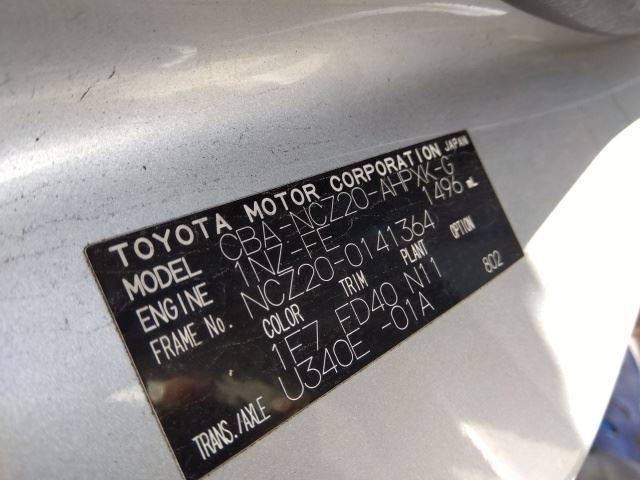 TOYOTA MOTOR CORPORATION JAPAN
MODEL CBA-NCZ20-AHPXK-G
ENGINE 1NZ-FE 1496 mL
FRAME No. NCZ20-0141364
COLOR TRIM PLANT OPTION
1F7 FD40 N11
TRANS./AXLE U340E -01A 802